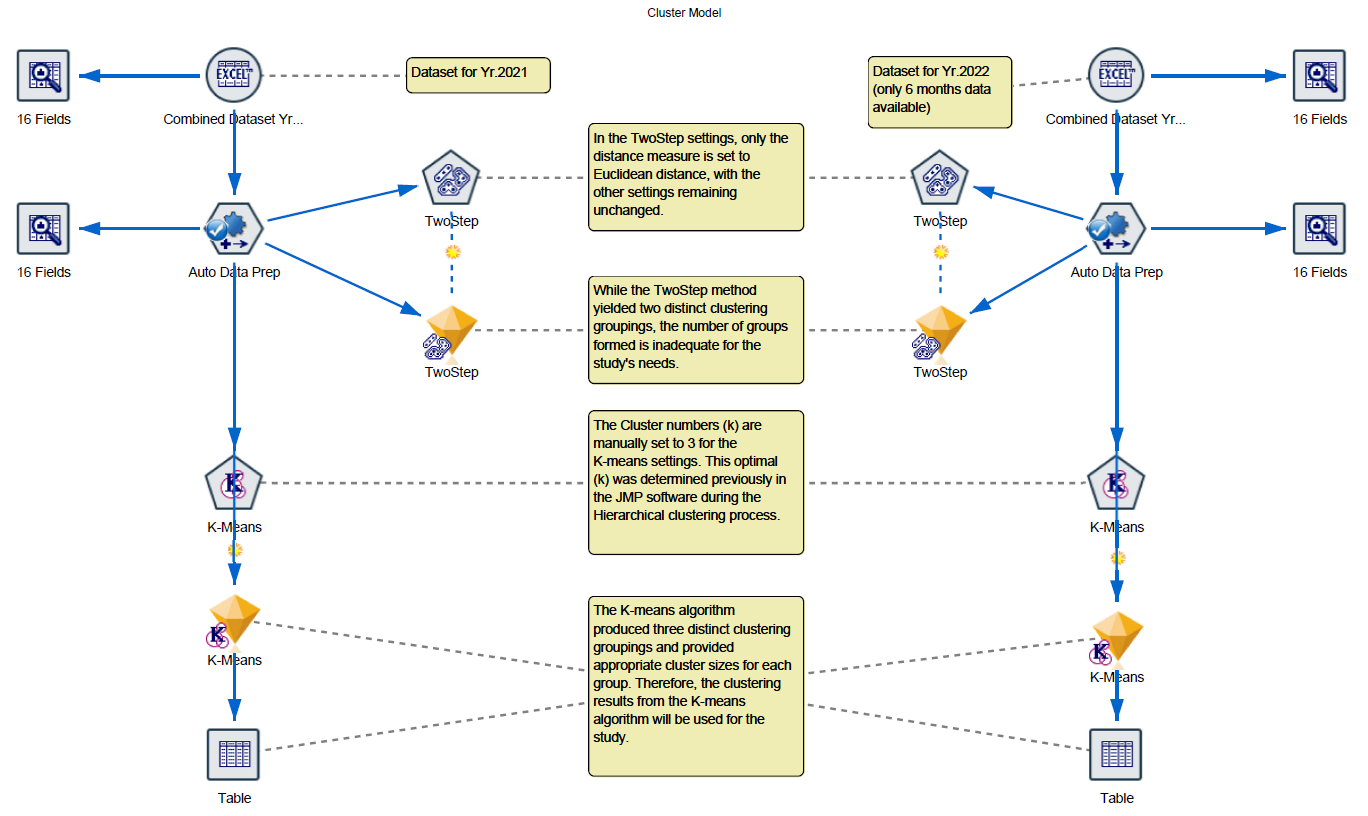 Cluster Model
EXCEL™
EXCEL™
16 Fields
Combined Dataset Yr...
Dataset for Yr.2021
Dataset for Yr.2022
(only 6 months data
available)
Combined Dataset Yr...
16 Fields
In the TwoStep settings, only the
distance measure is set to
Euclidean distance, with the
other settings remaining
unchanged.
TwoStep
TwoStep
16 Fields
Auto Data Prep
Auto Data Prep
16 Fields
While the TwoStep method
yielded two distinct clustering
groupings, the number of groups
formed is inadequate for the
study's needs.
TwoStep
TwoStep
The Cluster numbers (k) are
manually set to 3 for the
K-means settings. This optimal
(k) was determined previously in
the JMP software during the
Hierarchical clustering process.
K
K
K-Means
K-Means
The K-means algorithm
produced three distinct clustering
groupings and provided
appropriate cluster sizes for each
group. Therefore, the clustering
results from the K-means
algorithm will be used for the
study.
K
K
K-Means
K-Means
Table
Table